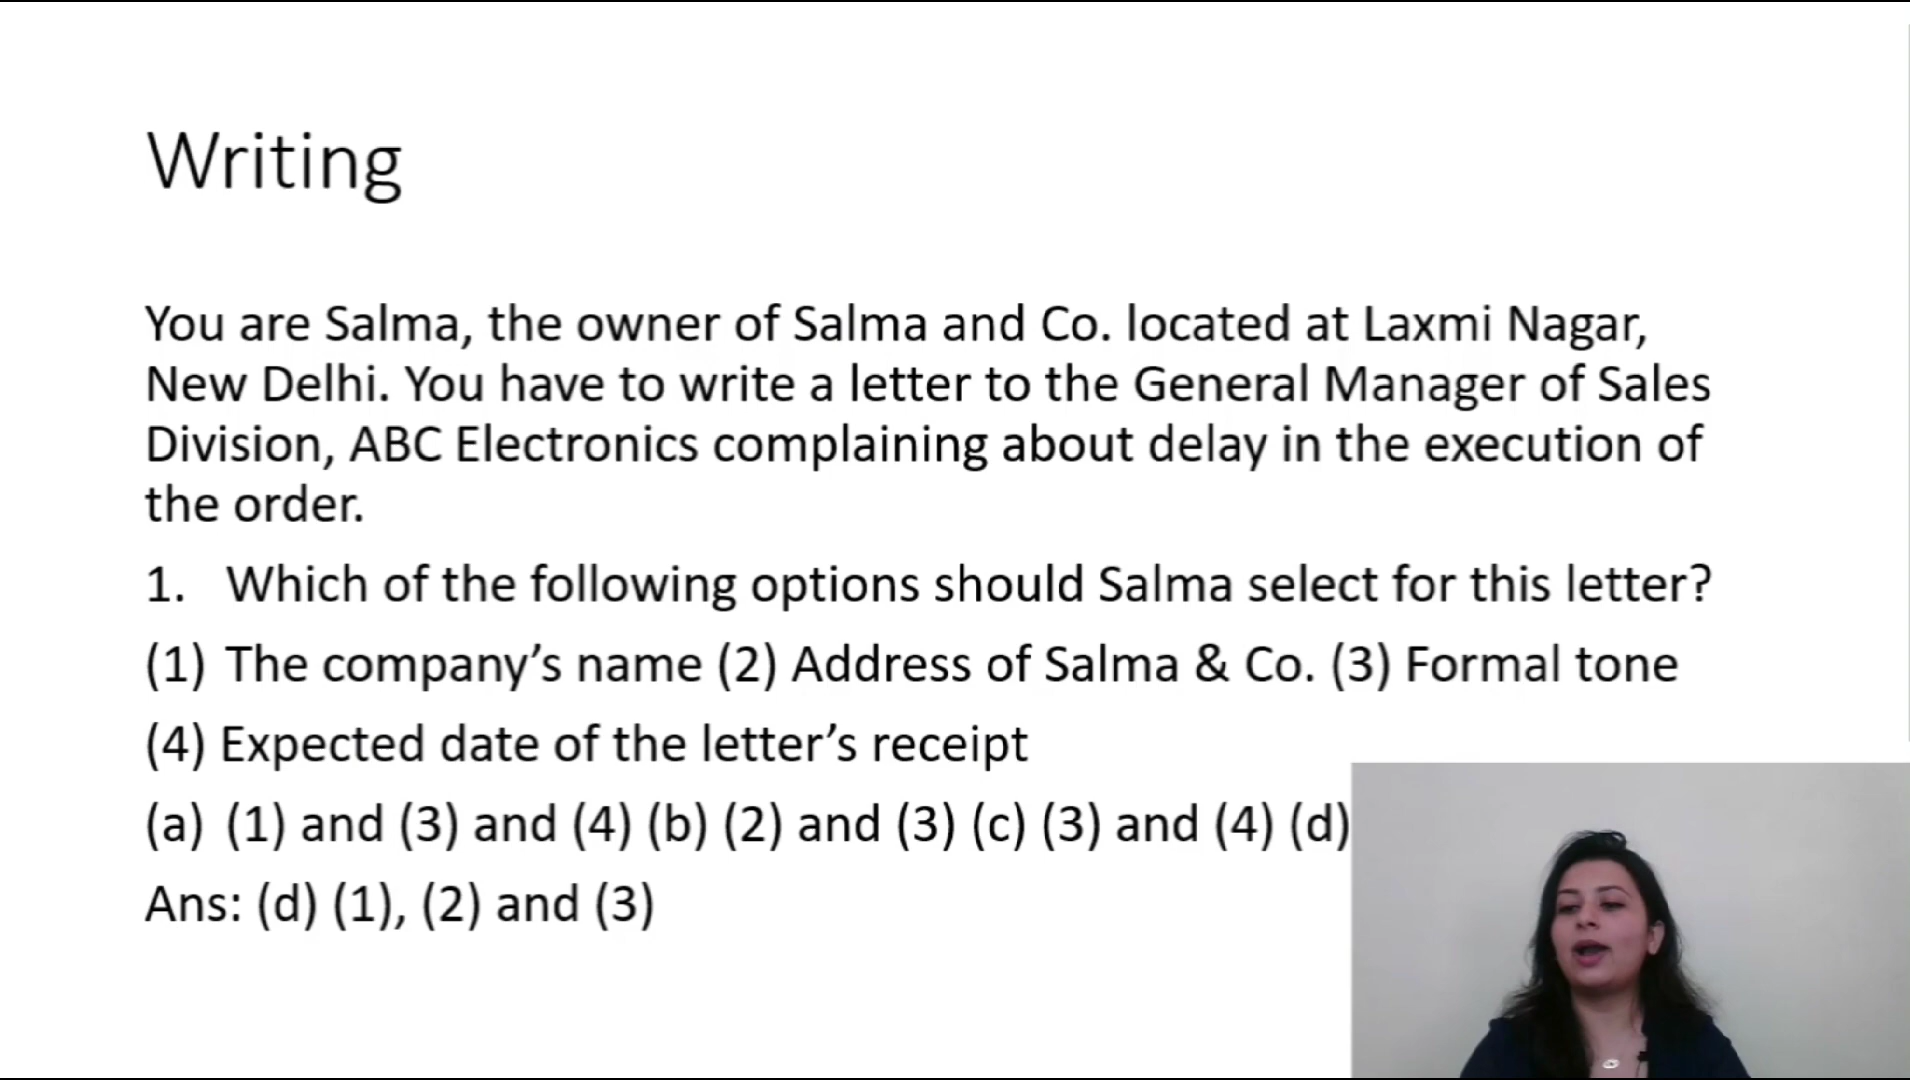 Writing
You are Salma, the owner of Salma and Co. located at Laxmi Nagar,
New Delhi. You have to write a letter to the General Manager of Sales
Division, ABC Electronics complaining about delay in the execution of
the order.
1. Which of the following options should Salma select for this letter?
(1) The company’s name (2) Address of Salma & Co. (3) Formal tone
(4) Expected date of the letter’s receipt
(a) (1) and (3) and (4) (b) (2) and (3) (c) (3) and (4) (d)
Ans: (d) (1), (2) and (3)